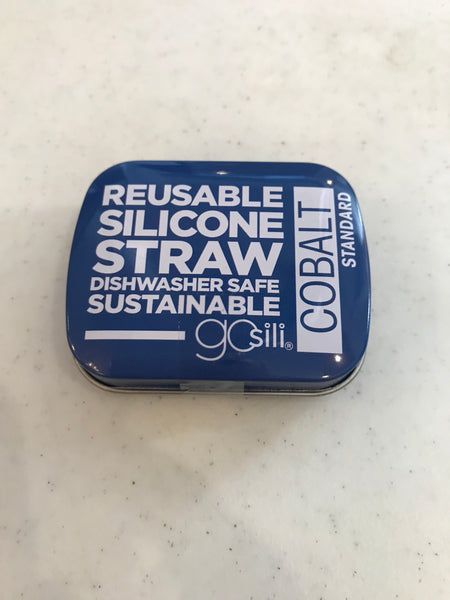 REUSABLE
SILICONE
STRAW
DISHWASHER SAFE
SUSTAINABLE
gosili®
COBALT
STANDARD